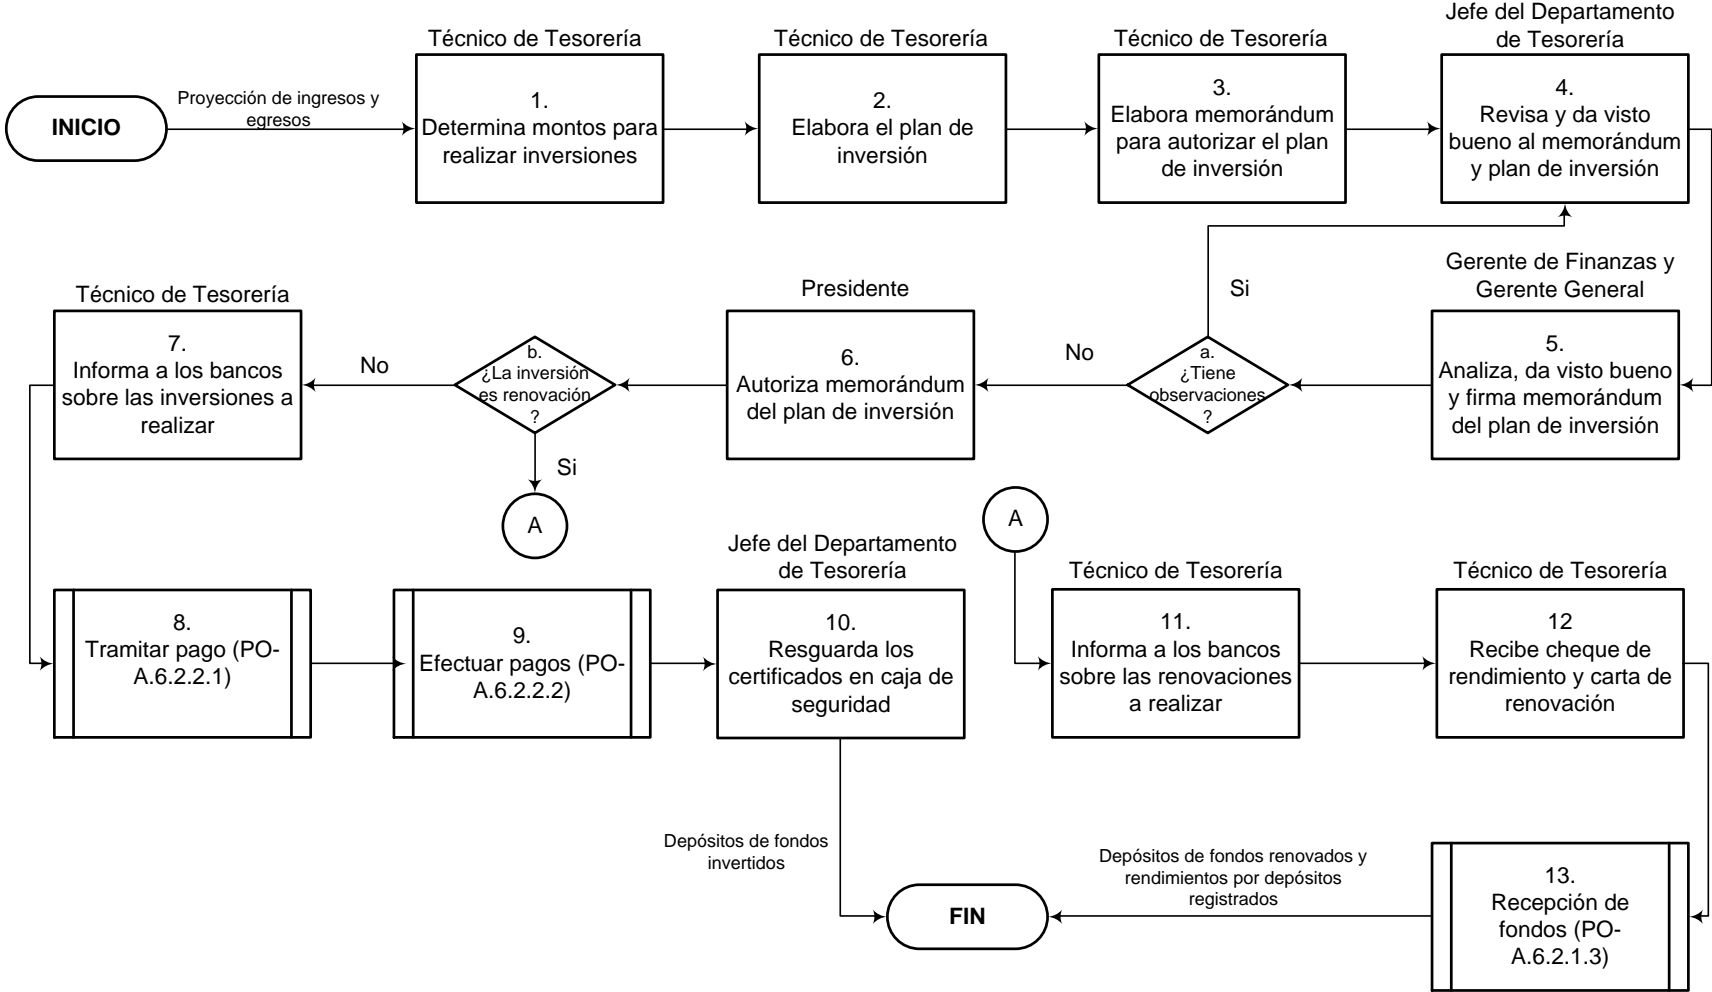 INICIO
Proyección de ingresos y
egresos
Técnico de Tesorería
1.
Determina montos para
realizar inversiones
Técnico de Tesorería
2.
Elabora el plan de
inversión
Técnico de Tesorería
3.
Elabora memorándum
para autorizar el plan
de inversión
Jefe del Departamento
de Tesorería
4.
Revisa y da visto
bueno al memorándum
y plan de inversión
Gerente de Finanzas y
Gerente General
5.
Analiza, da visto bueno
y firma memorándum
del plan de inversión
a.
¿Tiene
observaciones
?
Si
No
Presidente
6.
Autoriza memorándum
del plan de inversión
b.
¿La inversión
es renovación
?
No
Si
A
Técnico de Tesorería
7.
Informa a los bancos
sobre las inversiones a
realizar
8.
Tramitar pago (PO-
A.6.2.2.1)
9.
Efectuar pagos (PO-
A.6.2.2.2)
Jefe del Departamento
de Tesorería
10.
Resguarda los
certificados en caja de
seguridad
A
Técnico de Tesorería
11.
Informa a los bancos
sobre las renovaciones
a realizar
Técnico de Tesorería
12
Recibe cheque de
rendimiento y carta de
renovación
13.
Recepción de
fondos (PO-
A.6.2.1.3)
Depósitos de fondos
invertidos
Depósitos de fondos renovados y
rendimientos por depósitos
registrados
FIN